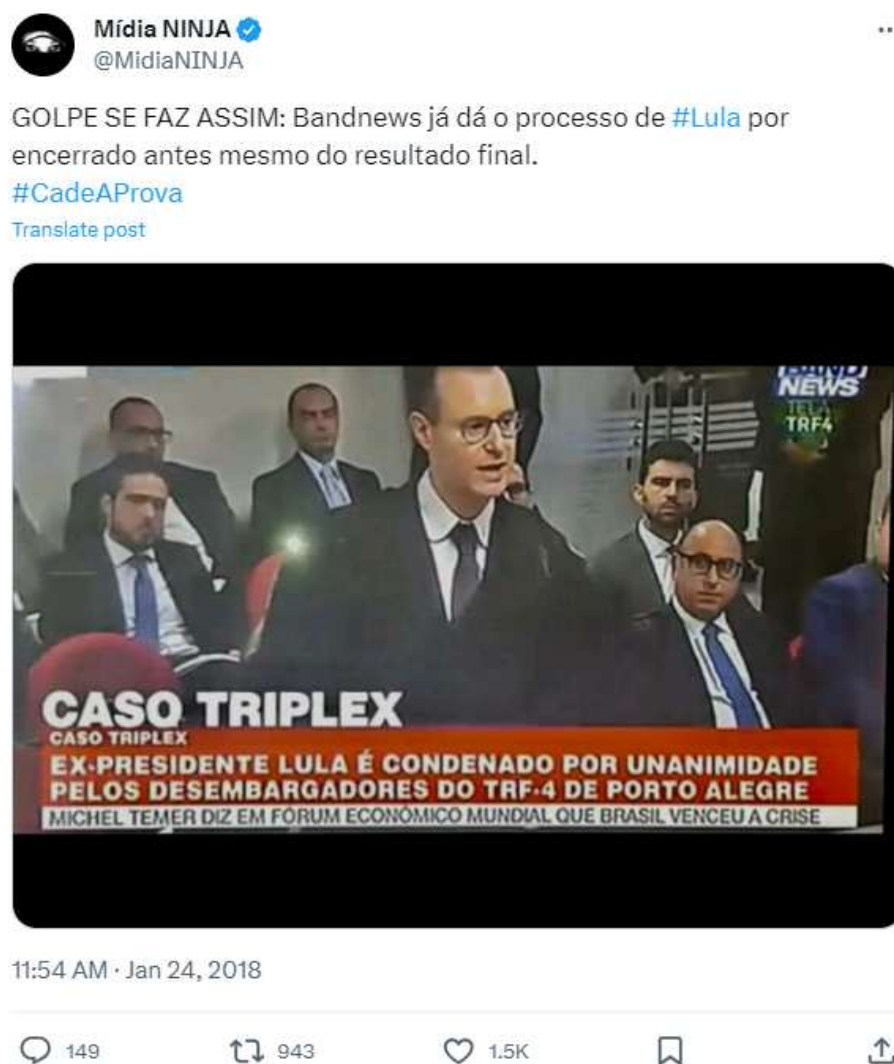 Mídia NINJA
@MidiaNINJA
GOLPE SE FAZ ASSIM: Bandnews já dá o processo de #Lula por
encerrado antes mesmo do resultado final.
#CadeAProva
Translate post
BAND
NEWS
TELA
TRF4
CASO TRIPLEX
CASO TRIPLEX
EX-PRESIDENTE LULA É CONDENADO POR UNANIMIDADE
PELOS DESEMBARGADORES DO TRF-4 DE PORTO ALEGRE
MICHEL TEMER DIZ EM FÓRUM ECONÔMICO MUNDIAL QUE BRASIL VENCEU A CRISE
11:54 AM · Jan 24, 2018
149 943 1.5K